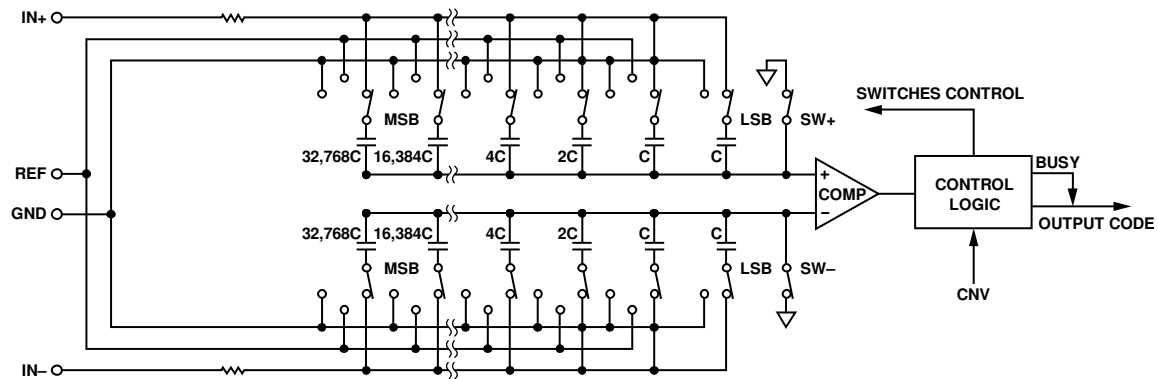 IN+
SWITCHES CONTROL
MSB
LSB
SW+
32,768C 16,384C 4C 2C C C
BUSY
REF
+
COMP
CONTROL
LOGIC
GND
–
OUTPUT CODE
32,768C 16,384C 4C 2C C C
MSB
LSB
SW–
CNV
IN–